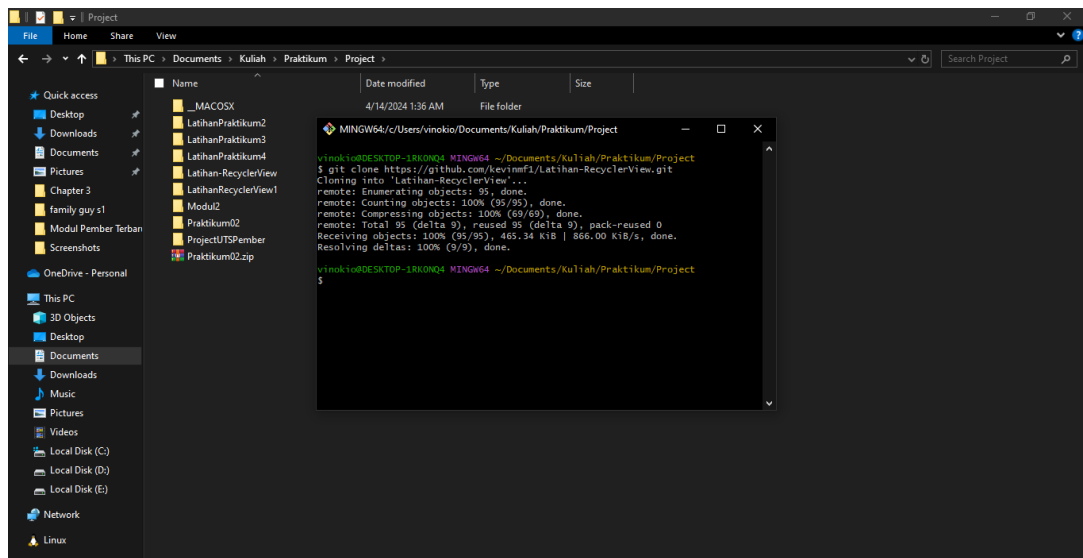 Project
File Home Share View
This PC > Documents > Kuliah > Praktikum > Project >
Search Project
Name Date modified Type Size
Quick access
Desktop
Downloads
Documents
Pictures
Chapter 3
family guy s1
Modul Pember Terbaru
Screenshots
OneDrive - Personal
This PC
3D Objects
Desktop
Documents
Downloads
Music
Pictures
Videos
Local Disk (C:)
Local Disk (D:)
Local Disk (E:)
Network
Linux
__MACOSX 4/14/2024 1:36 AM File folder
LatihanPraktikum2
LatihanPraktikum3
LatihanPraktikum4
Latihan-RecyclerView
LatihanRecyclerView1
Modul2
Praktikum02
ProjectUTSPember
Praktikum02.zip
MINGW64:/c/Users/vinokio/Documents/Kuliah/Praktikum/Project
vinokio@DESKTOP-1RKONQ4 MINGW64 ~/Documents/Kuliah/Praktikum/Project
$ git clone https://github.com/kevinmf1/Latihan-RecyclerView.git
Cloning into 'Latihan-RecyclerView'...
remote: Enumerating objects: 95, done.
remote: Counting objects: 100% (95/95), done.
remote: Compressing objects: 100% (69/69), done.
remote: Total 95 (delta 9), reused 95 (delta 9), pack-reused 0
Receiving objects: 100% (95/95), 465.34 KiB | 866.00 KiB/s, done.
Resolving deltas: 100% (9/9), done.
vinokio@DESKTOP-1RKONQ4 MINGW64 ~/Documents/Kuliah/Praktikum/Project
$